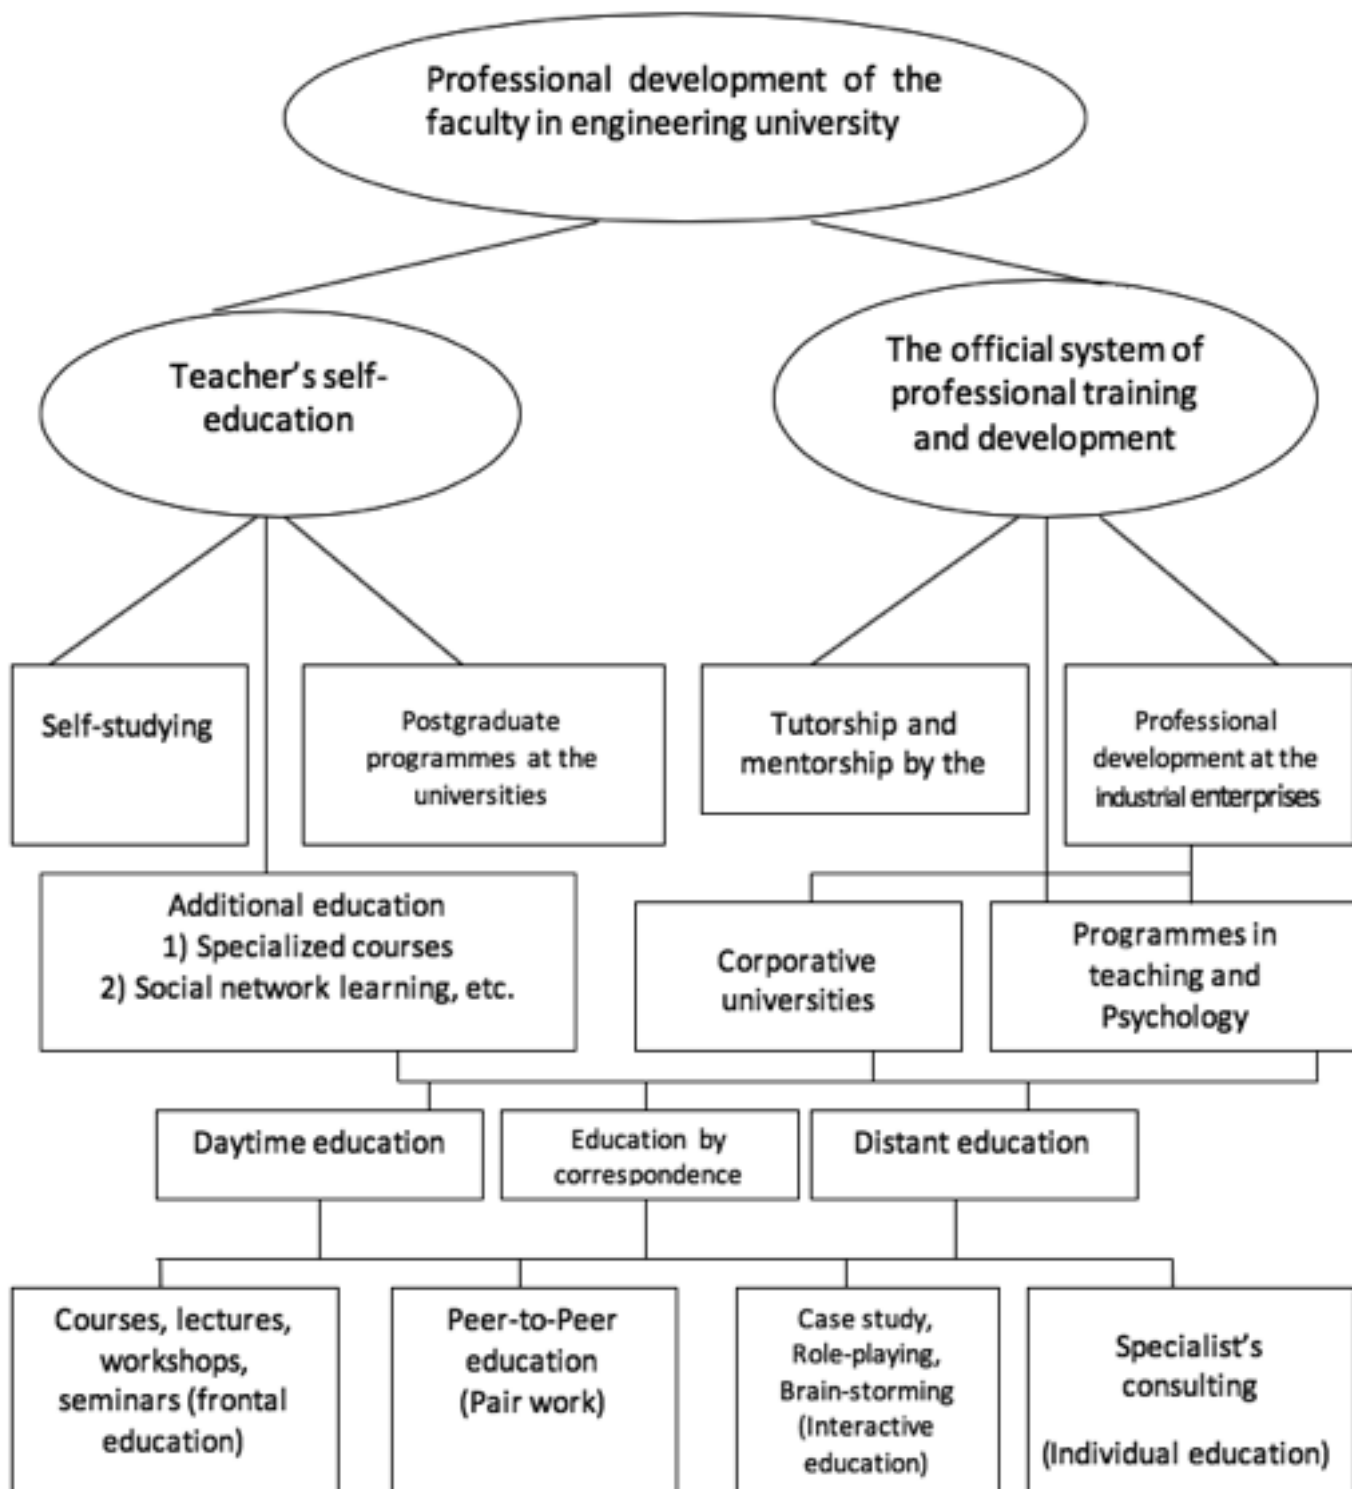 Professional development of the
faculty in engineering university
Teacher's self-
education
The official system of
professional training
and development
Self-studying
Postgraduate
programmes at the
universities
Tutorship and
mentorship by the
Professional
development at the
industrial enterprises
Additional education
1) Specialized courses
2) Social network learning, etc.
Corporative
universities
Programmes in
teaching and
Psychology
Daytime education
Education by
correspondence
Distant education
Courses, lectures,
workshops,
seminars (frontal
education)
Peer-to-Peer
education
(Pair work)
Case study,
Role-playing,
Brain-storming
(Interactive
education)
Specialist's
consulting
(Individual education)